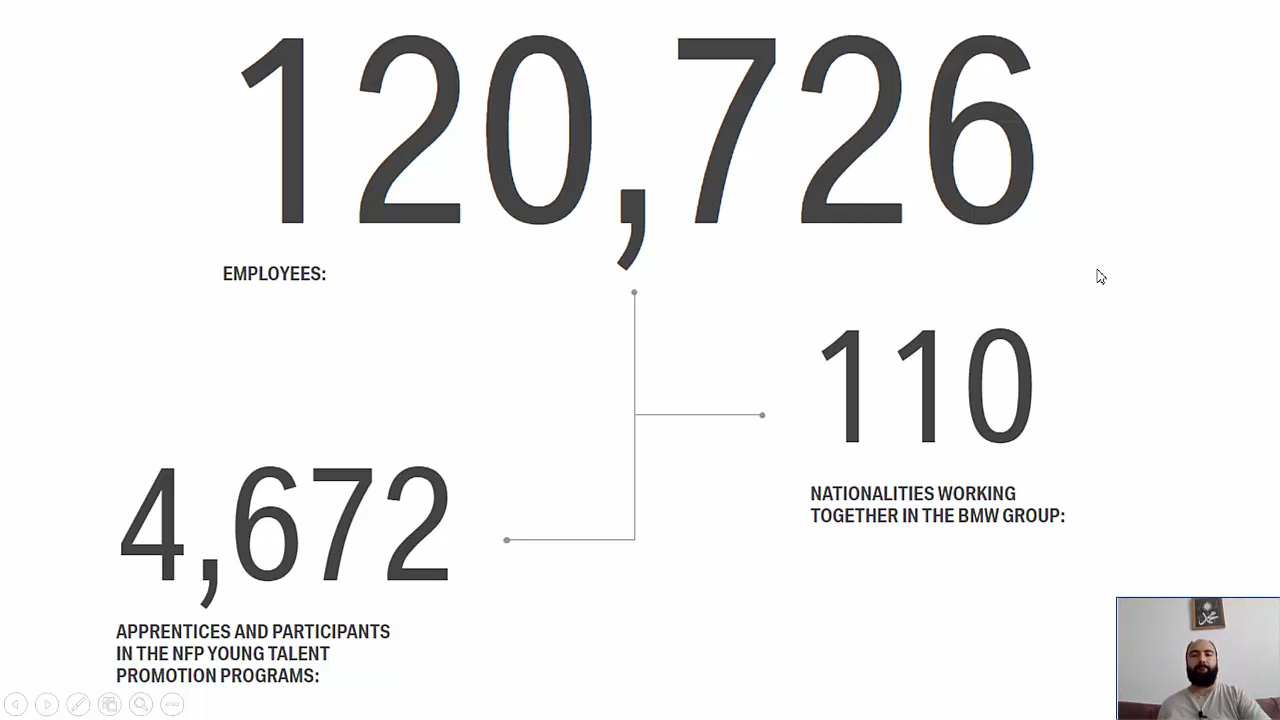 120,726
EMPLOYEES:
110
NATIONALITIES WORKING
TOGETHER IN THE BMW GROUP:
4,672
APPRENTICES AND PARTICIPANTS
IN THE NFP YOUNG TALENT
PROMOTION PROGRAMS:
محمد